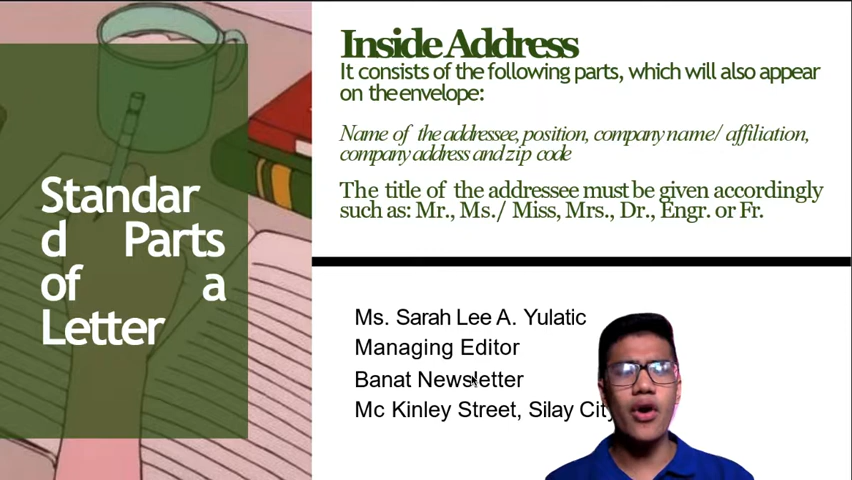 Standar
d Parts
of a
Letter
Inside Address
It consists of the following parts, which will also appear
on the envelope:
Name of the addressee, position, company name/ affiliation,
company address and zip code
The title of the addressee must be given accordingly
such as: Mr., Ms./ Miss, Mrs., Dr., Engr. or Fr.
Ms. Sarah Lee A. Yulatic
Managing Editor
Banat Newsletter
Mc Kinley Street, Silay City